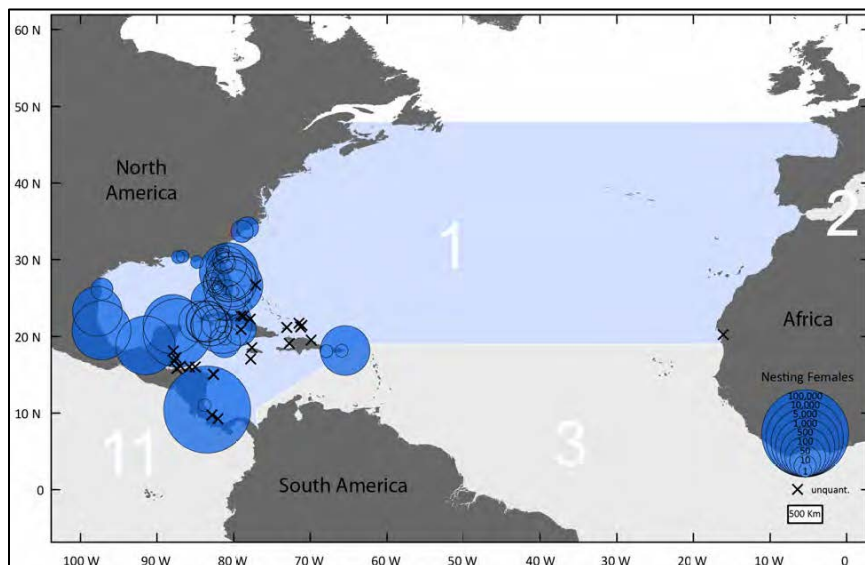 60 N
50 N
40 N
30 N
20 N
10 N
0
North
America
1
2
Africa
Nesting Females
100,000
10,000
5,000
1,000
500
100
50
10
1
unquant.
500 Km
11
3
South America
100 W
90 W
80 W
70 W
60 W
50 W
40 W
30 W
20 W
10 W
0